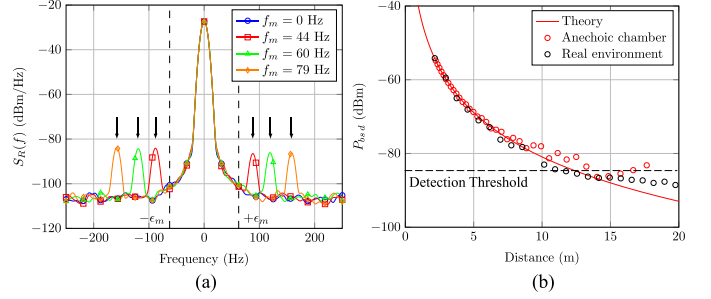 −20
−40
−60
−80
−100
−120
S_R(f) (dBm/Hz)
f_m = 0 Hz
f_m = 44 Hz
f_m = 60 Hz
f_m = 79 Hz
−ϵ_m
+ϵ_m
−200 −100 0 100 200
Frequency (Hz)
(a)
−40
−60
−80
−100
P_bsd (dBm)
Theory
Anechoic chamber
Real environment
Detection Threshold
0 5 10 15 20
Distance (m)
(b)